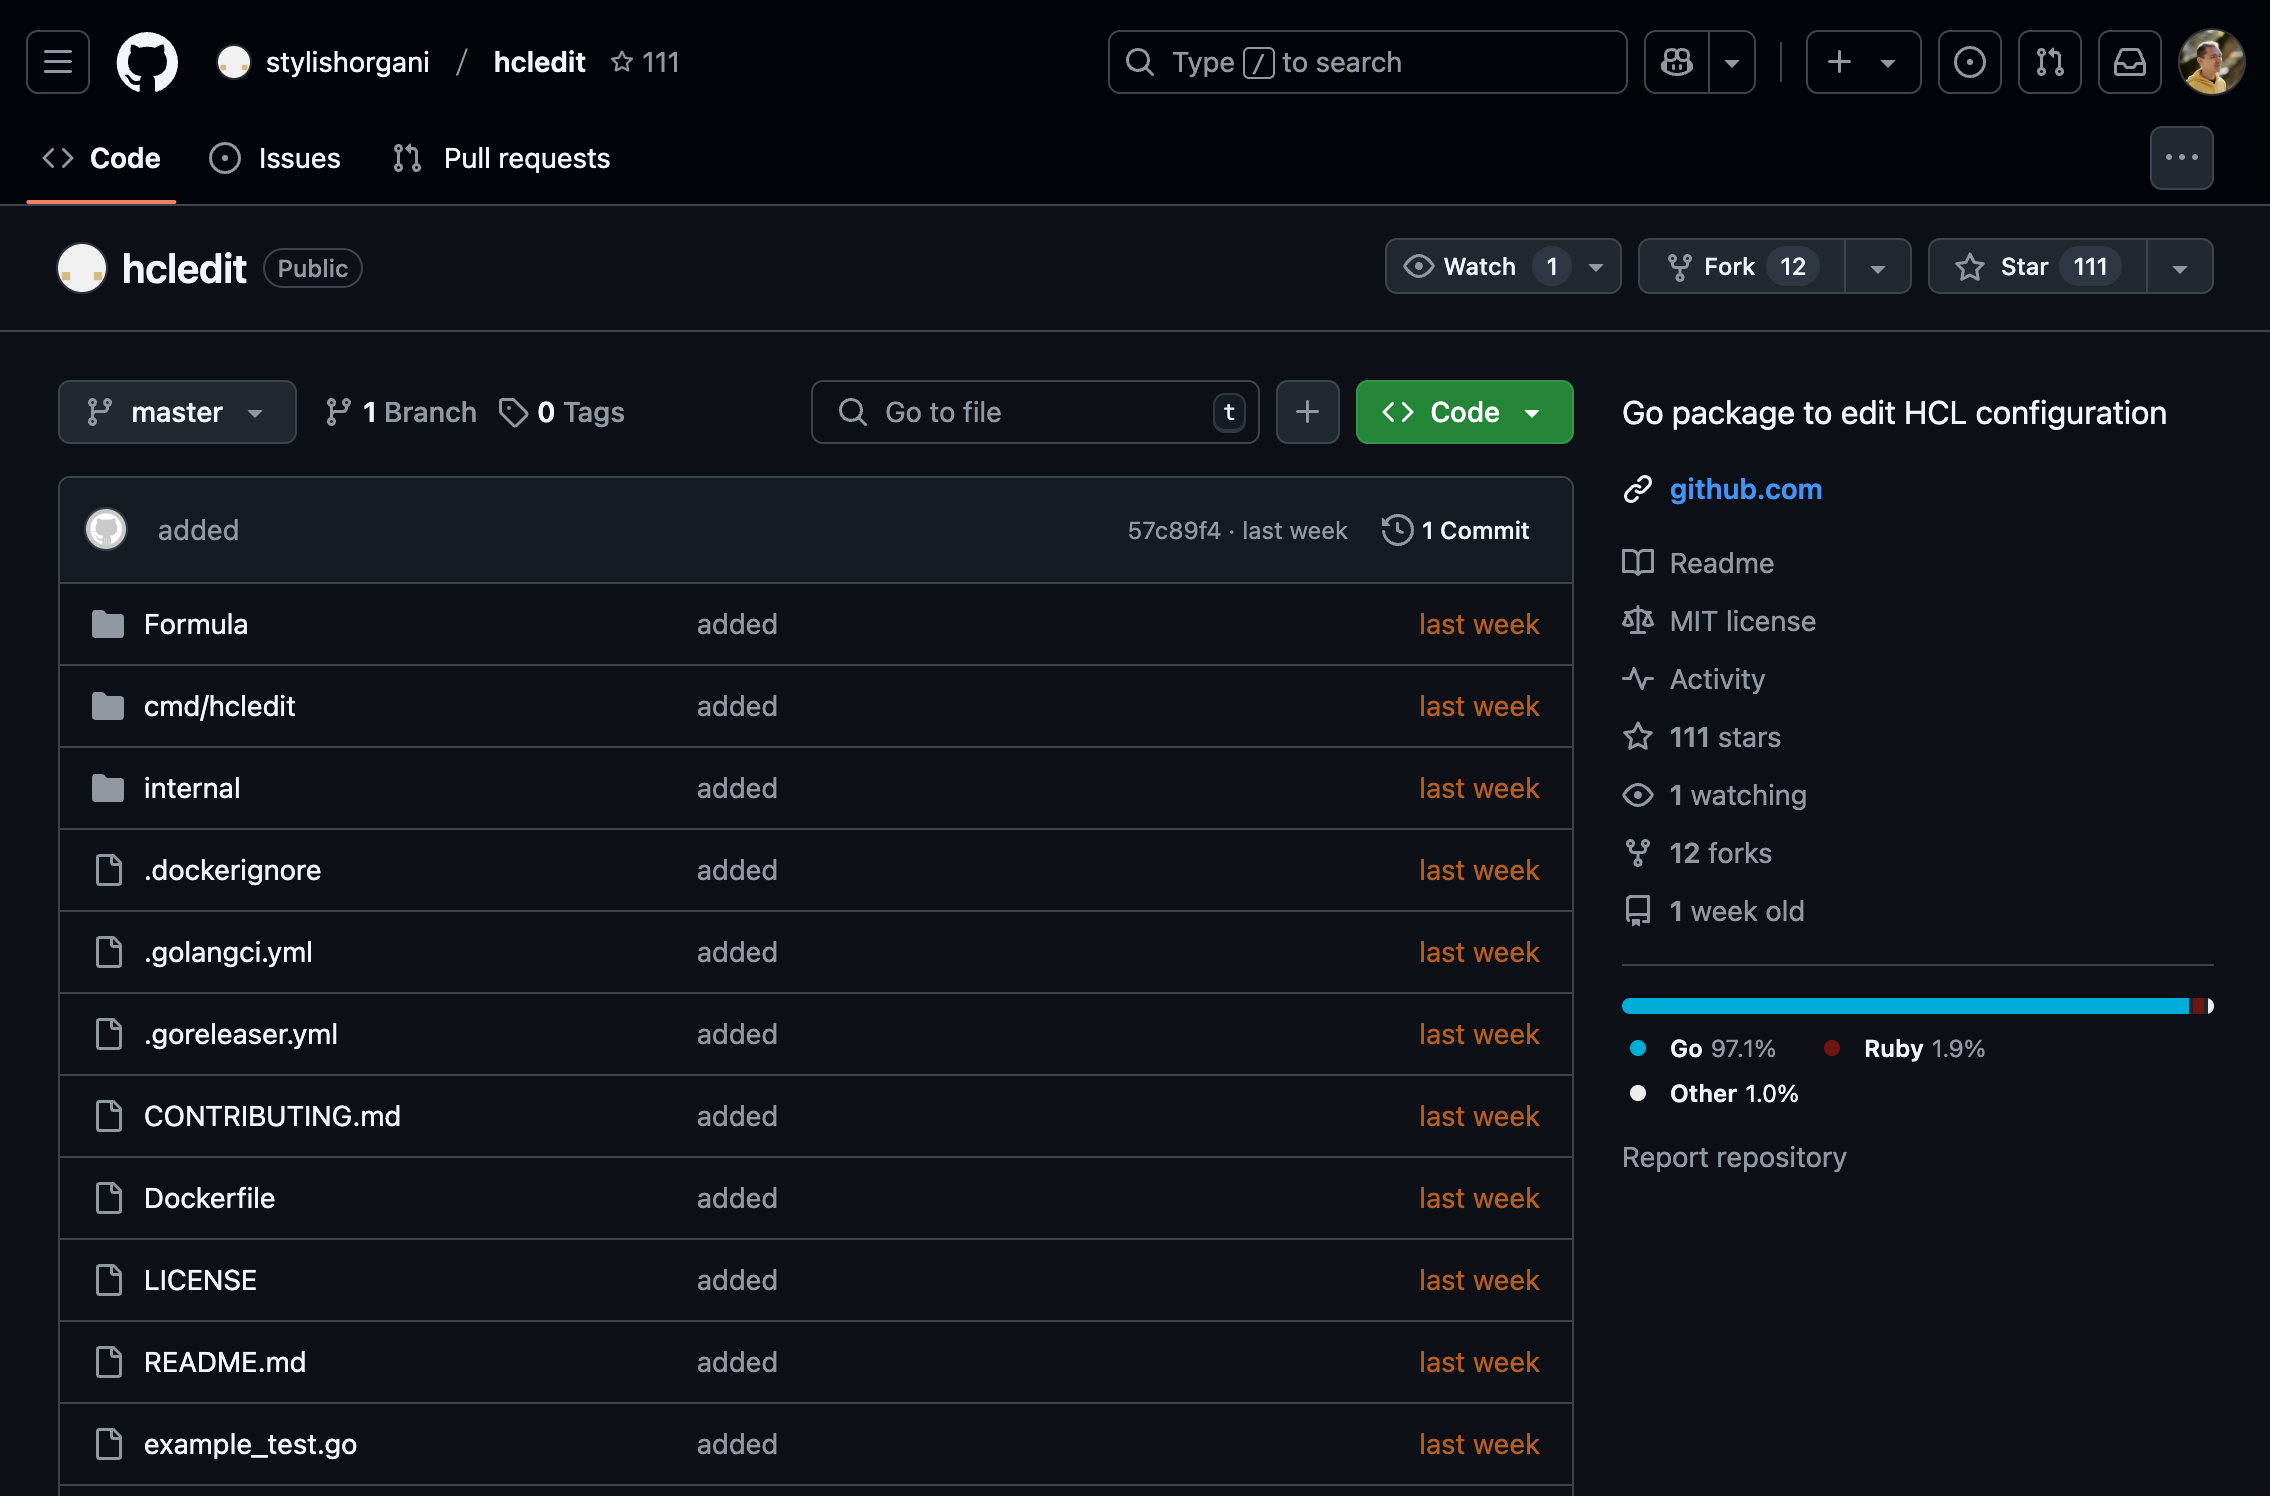 stylishorgani / hcledit 111
Type / to search
Code Issues Pull requests
hcledit Public
Watch 1
Fork 12
Star 111
master 1 Branch 0 Tags
Go to file t
Code
added 57c89f4 · last week 1 Commit
Formula added last week
cmd/hcledit added last week
internal added last week
.dockerignore added last week
.golangci.yml added last week
.goreleaser.yml added last week
CONTRIBUTING.md added last week
Dockerfile added last week
LICENSE added last week
README.md added last week
example_test.go added last week
Go package to edit HCL configuration
github.com
Readme
MIT license
Activity
111 stars
1 watching
12 forks
1 week old
Go 97.1% Ruby 1.9%
Other 1.0%
Report repository